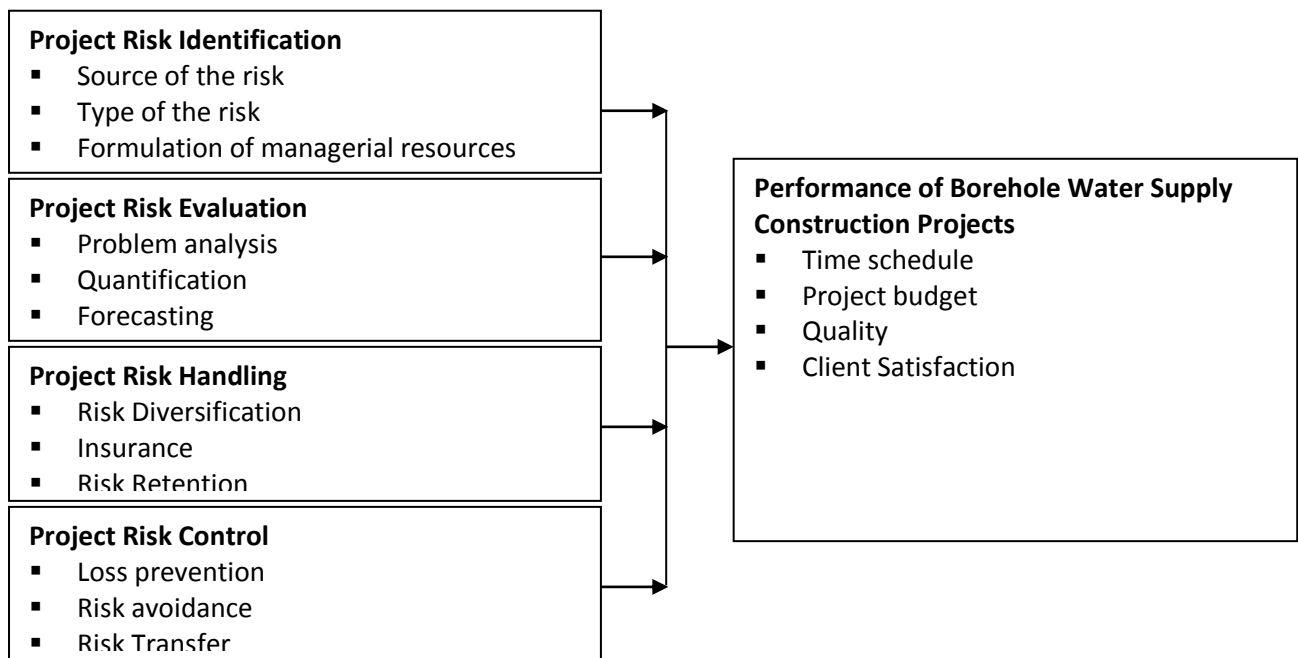 Project Risk Identification
▪ Source of the risk
▪ Type of the risk
▪ Formulation of managerial resources
Project Risk Evaluation
▪ Problem analysis
▪ Quantification
▪ Forecasting
Project Risk Handling
▪ Risk Diversification
▪ Insurance
▪ Risk Retention
Project Risk Control
▪ Loss prevention
▪ Risk avoidance
▪ Risk Transfer
Performance of Borehole Water Supply
Construction Projects
▪ Time schedule
▪ Project budget
▪ Quality
▪ Client Satisfaction